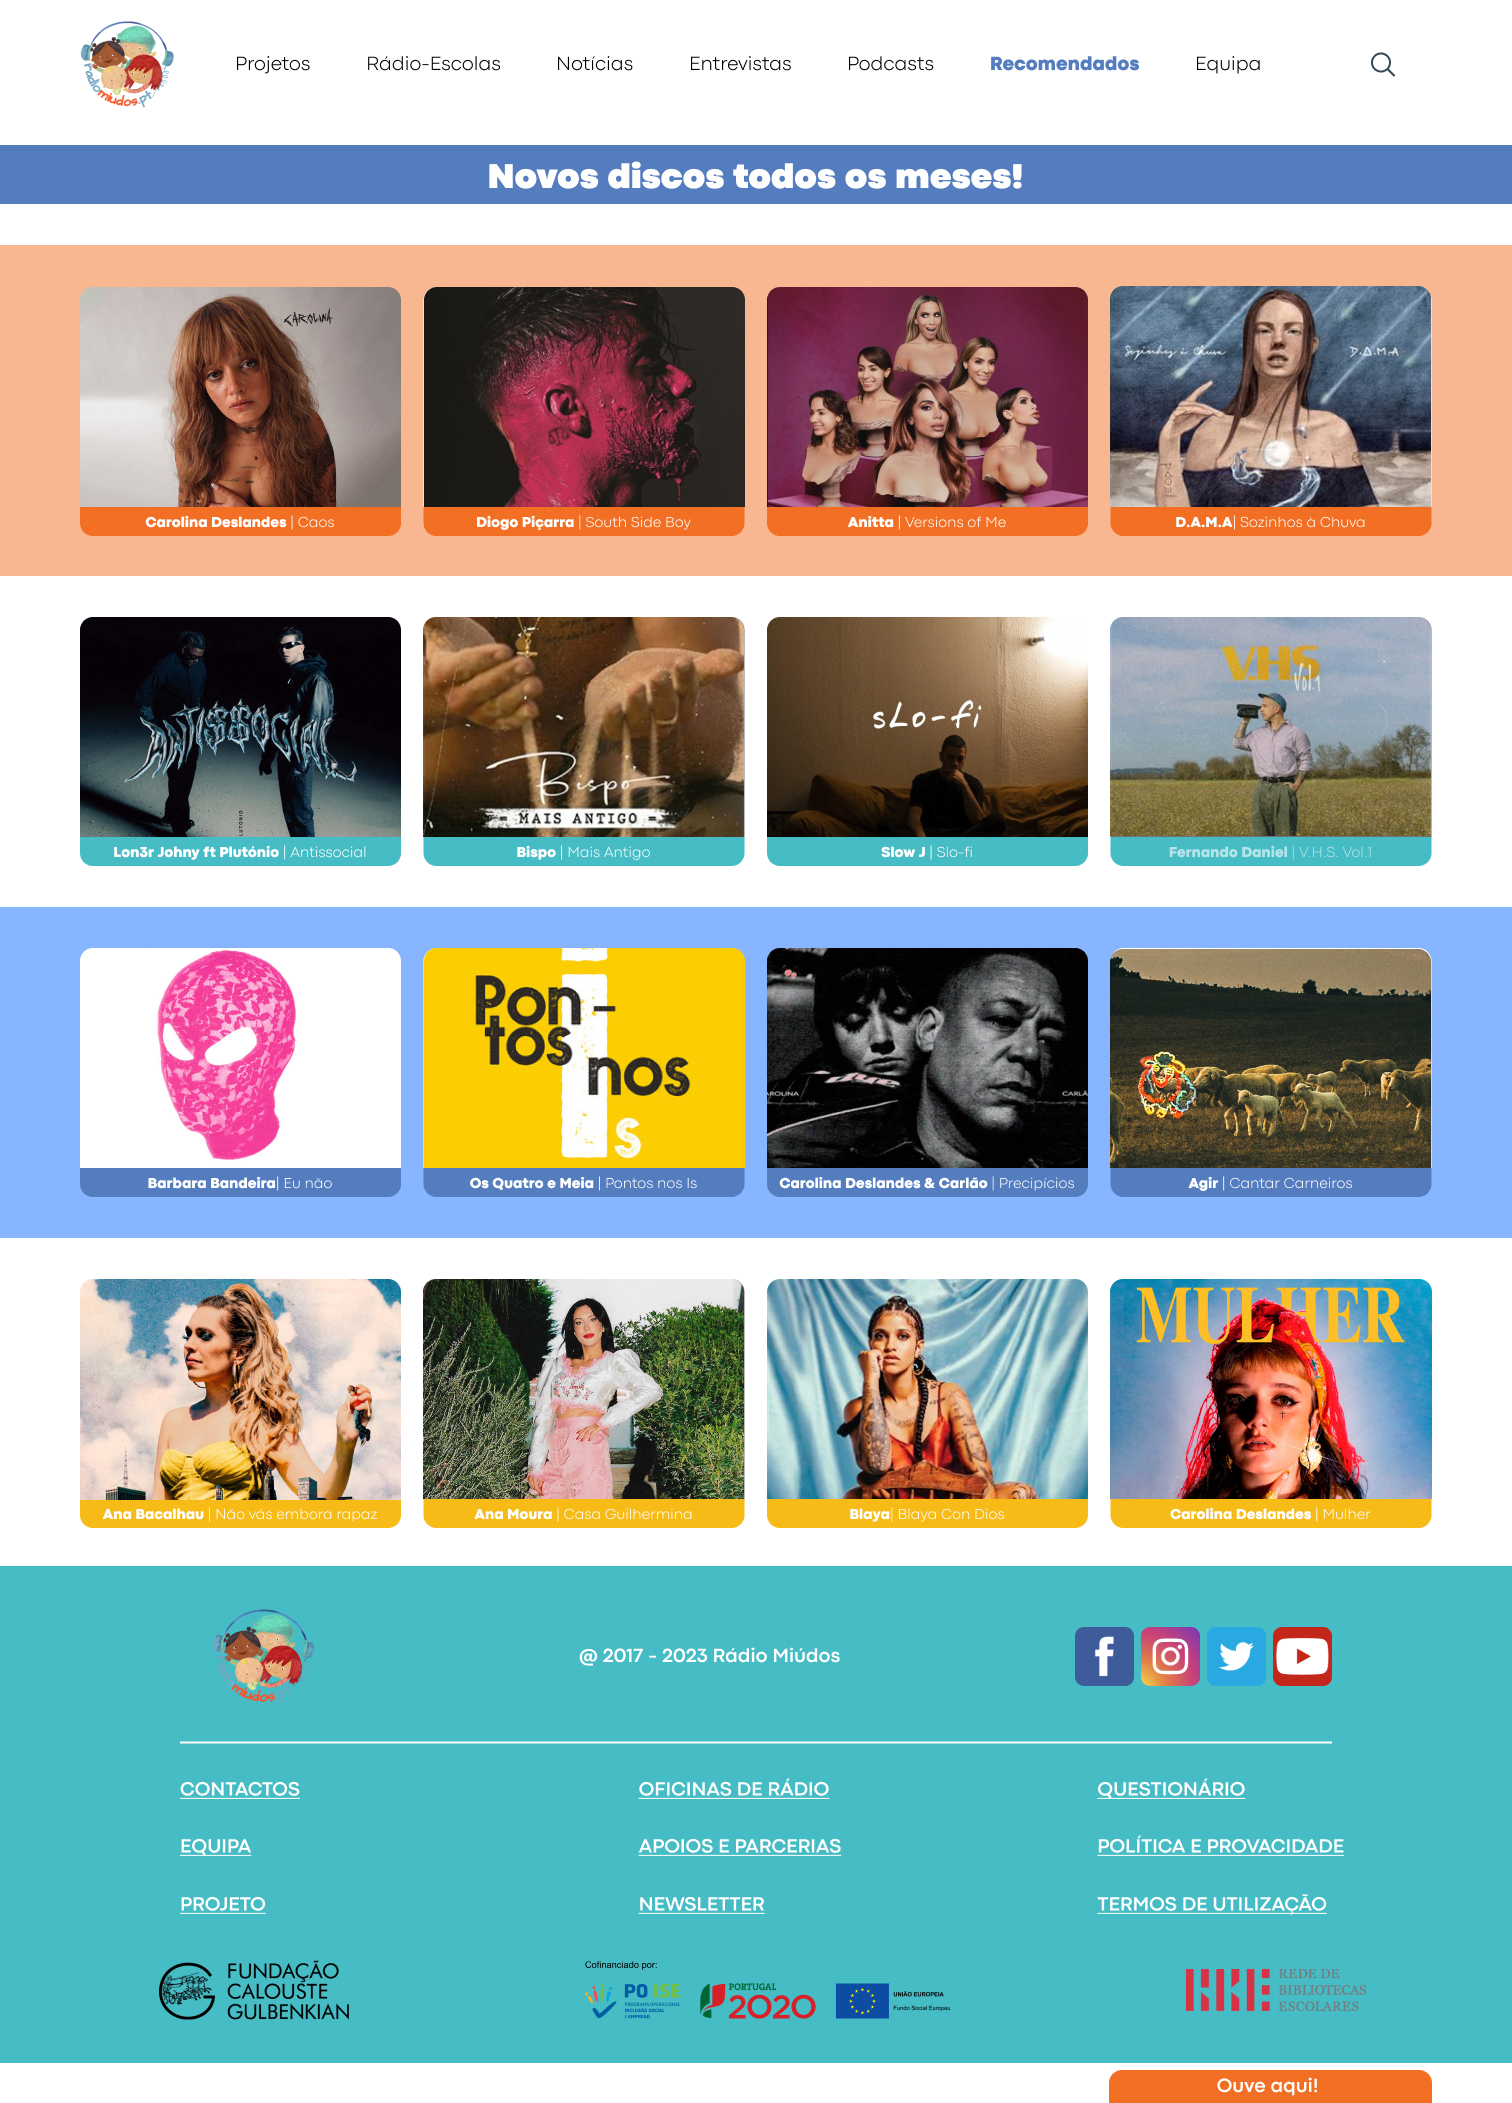 radiomiudos.pt
Projetos
Rádio-Escolas
Notícias
Entrevistas
Podcasts
Recomendados
Equipa
Novos discos todos os meses!
CAROLINA
Sozinhos à Chuva
D.A.M.A
Carolina Deslandes | Caos
Diogo Piçarra | South Side Boy
Anitta | Versions of Me
D.A.M.A| Sozinhos à Chuva
ANTISSOCIAL
Bispo
MAIS ANTIGO
sLo-fi
V.H.S
Vol.1
Lon3r Johny ft Plutónio | Antissocial
Bispo | Mais Antigo
Slow J | Slo-fi
Fernando Daniel | V.H.S. Vol.1
Pon-
tos
nos
Is
AROLINA
CARLÃ
Barbara Bandeira| Eu não
Os Quatro e Meia | Pontos nos Is
Carolina Deslandes & Carlão | Precipícios
Agir | Cantar Carneiros
MULHER
Ana Bacalhau | Não vás embora rapaz
Ana Moura | Casa Guilhermina
Blaya| Blaya Con Dios
Carolina Deslandes | Mulher
miúdos
@ 2017 - 2023 Rádio Miúdos
CONTACTOS
OFICINAS DE RÁDIO
QUESTIONÁRIO
EQUIPA
APOIOS E PARCERIAS
POLÍTICA E PROVACIDADE
PROJETO
NEWSLETTER
TERMOS DE UTILIZAÇÃO
FUNDAÇÃO
CALOUSTE
GULBENKIAN
Cofinanciado por:
PO ISE
PROGRAMA OPERACIONAL
INCLUSÃO SOCIAL
E EMPREGO
PORTUGAL
2020
UNIÃO EUROPEIA
Fundo Social Europeu
REDE DE
BIBLIOTECAS
ESCOLARES
Ouve aqui!